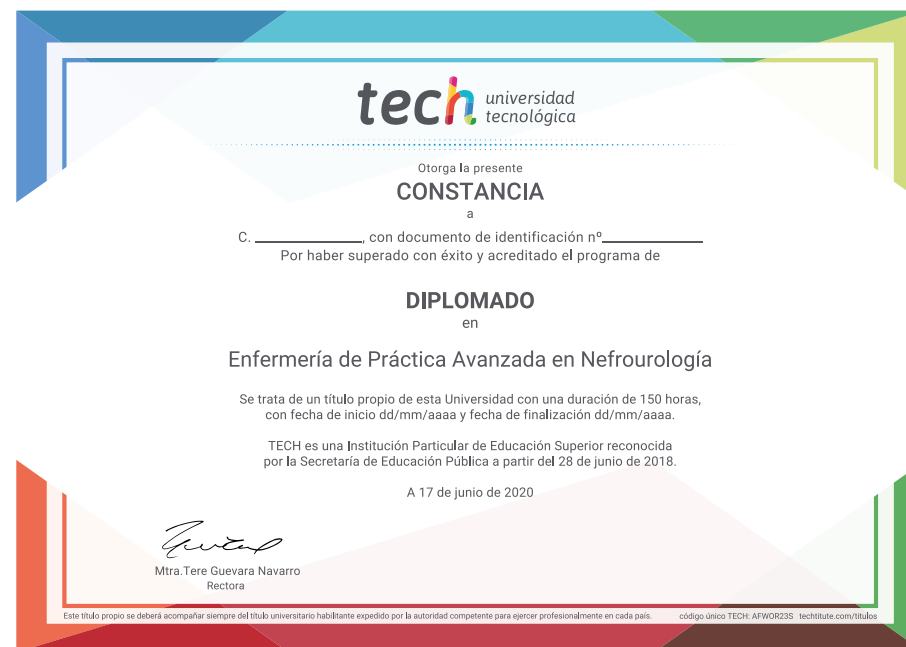 tech universidad
tecnológica
Otorga la presente
CONSTANCIA
a
C. ____________, con documento de identificación nº____________
Por haber superado con éxito y acreditado el programa de
DIPLOMADO
en
Enfermería de Práctica Avanzada en Nefrourología
Se trata de un título propio de esta Universidad con una duración de 150 horas,
con fecha de inicio dd/mm/aaaa y fecha de finalización dd/mm/aaaa.
TECH es una Institución Particular de Educación Superior reconocida
por la Secretaría de Educación Pública a partir del 28 de junio de 2018.
A 17 de junio de 2020
Mtra.Tere Guevara Navarro
Rectora
Este título propio se deberá acompañar siempre del título universitario habilitante expedido por la autoridad competente para ejercer profesionalmente en cada país. código único TECH: AFWOR23S techtitute.com/titulos